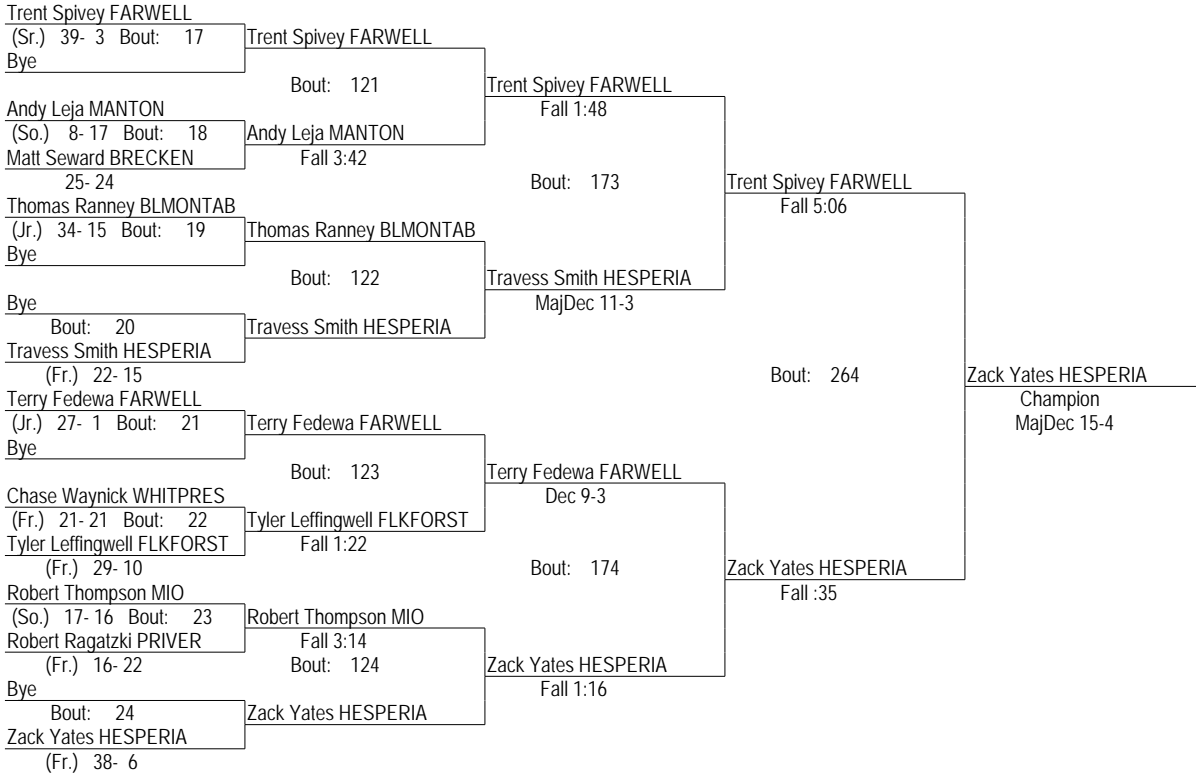 Trent Spivey FARWELL
(Sr.) 39- 3 Bout: 17
Trent Spivey FARWELL
Bye
Bout: 121
Trent Spivey FARWELL
Fall 1:48
Andy Leja MANTON
(So.) 8- 17 Bout: 18
Andy Leja MANTON
Matt Seward BRECKEN
Fall 3:42
25- 24
Bout: 173
Trent Spivey FARWELL
Fall 5:06
Thomas Ranney BLMONTAB
(Jr.) 34- 15 Bout: 19
Thomas Ranney BLMONTAB
Bye
Bout: 122
Travess Smith HESPERIA
MajDec 11-3
Bye
Bout: 20
Travess Smith HESPERIA
Travess Smith HESPERIA
(Fr.) 22- 15
Bout: 264
Zack Yates HESPERIA
Champion
MajDec 15-4
Terry Fedewa FARWELL
(Jr.) 27- 1 Bout: 21
Terry Fedewa FARWELL
Bye
Bout: 123
Terry Fedewa FARWELL
Dec 9-3
Chase Waynick WHITPRES
(Fr.) 21- 21 Bout: 22
Tyler Leffingwell FLKFORST
Tyler Leffingwell FLKFORST
Fall 1:22
(Fr.) 29- 10
Bout: 174
Zack Yates HESPERIA
Fall :35
Robert Thompson MIO
(So.) 17- 16 Bout: 23
Robert Thompson MIO
Robert Ragatzki PRIVER
Fall 3:14
(Fr.) 16- 22
Bout: 124
Zack Yates HESPERIA
Fall 1:16
Bye
Bout: 24
Zack Yates HESPERIA
Zack Yates HESPERIA
(Fr.) 38- 6